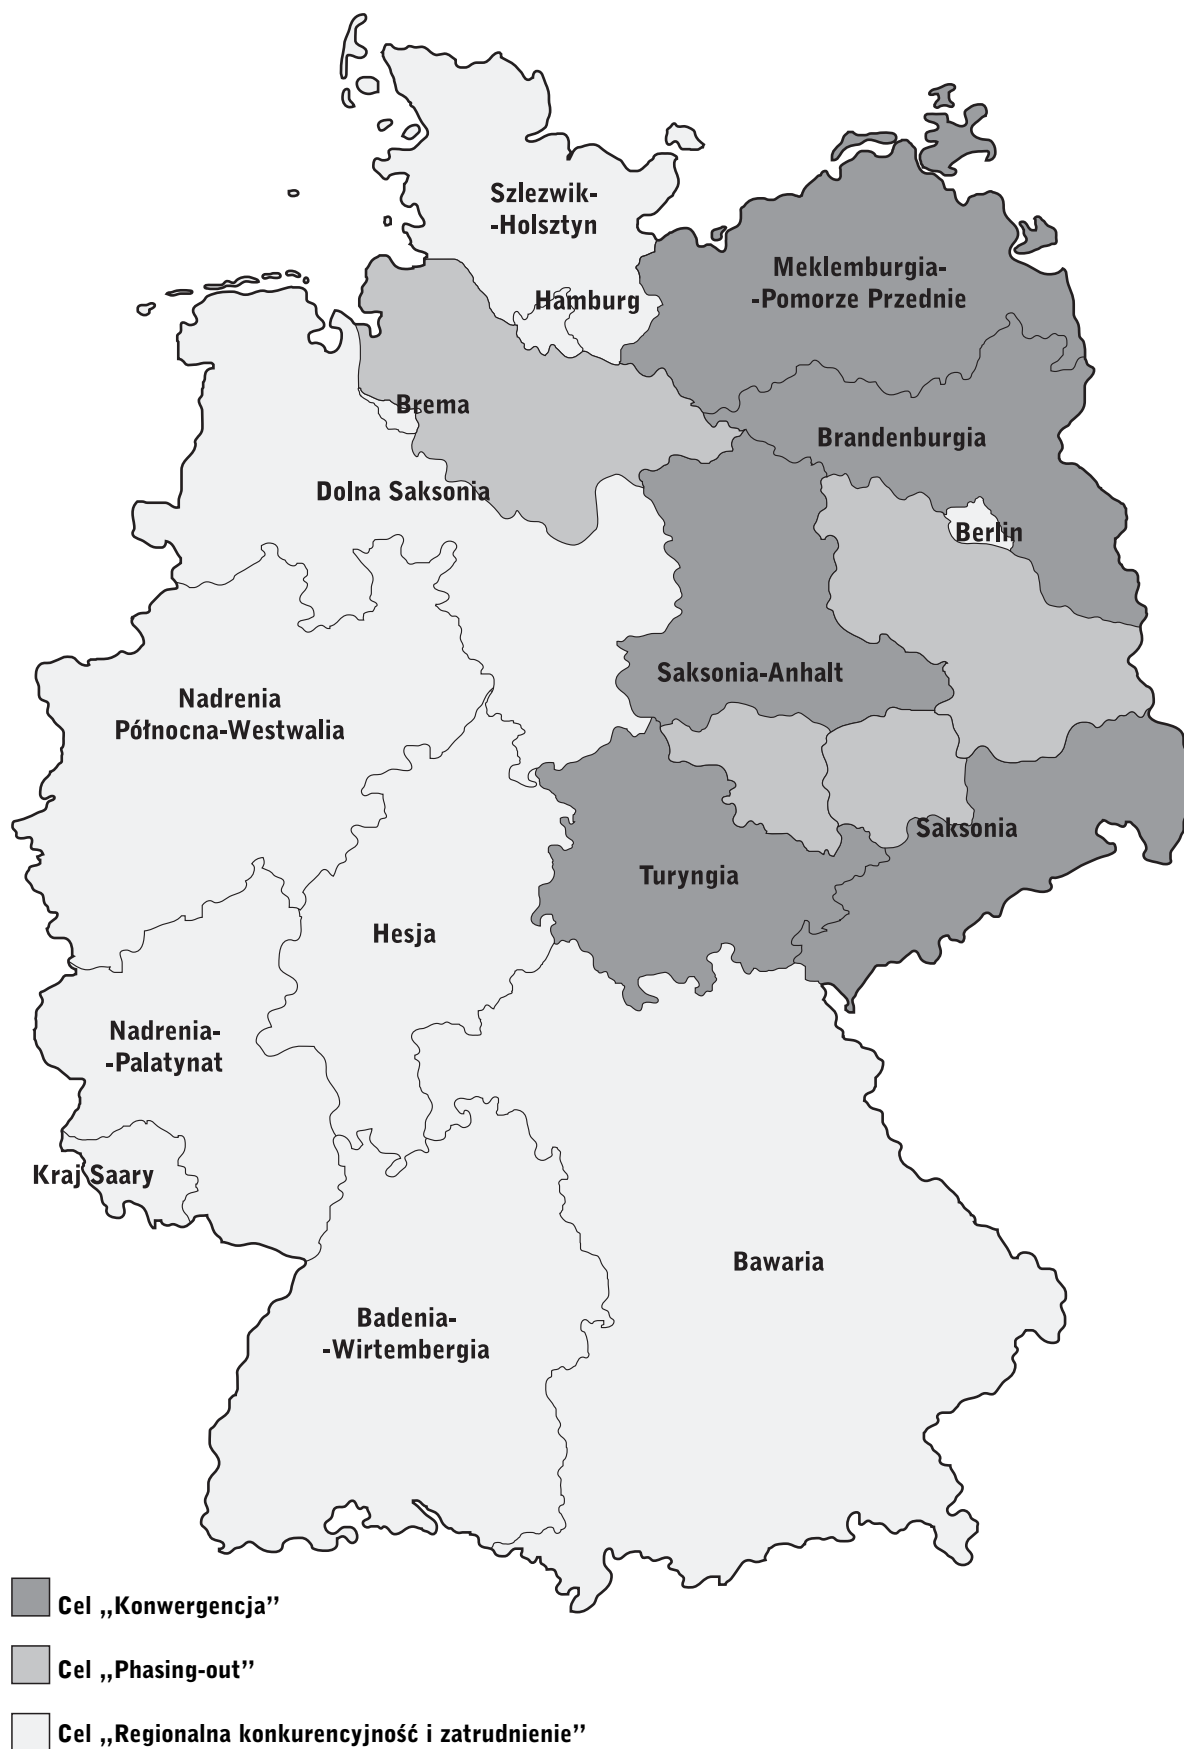 Szlezwik-
-Holsztyn
Meklemburgia-
-Pomorze Przednie
Hamburg
Brema
Brandenburgia
Dolna Saksonia
Berlin
Saksonia-Anhalt
Nadrenia
Północna-Westwalia
Saksonia
Turyngia
Hesja
Nadrenia-
-Palatynat
Kraj Saary
Bawaria
Badenia-
-Wirtembergia
Cel „Konwergencja”
Cel „Phasing-out”
Cel „Regionalna konkurencyjność i zatrudnienie”